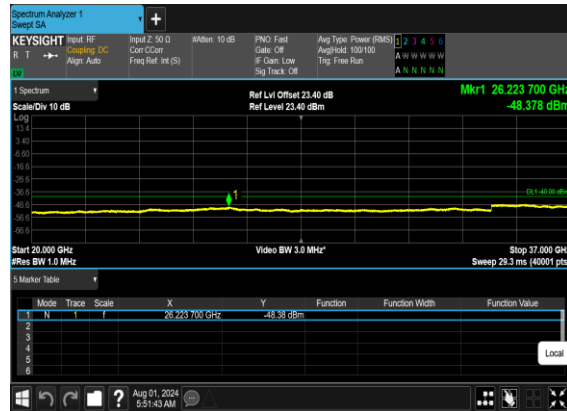 Spectrum Analyzer 1
Swept SA
+
KEYSIGHT Input: RF Input Z: 50 Ω #Atten: 10 dB PNO: Fast Avg Type: Power (RMS) 1 2 3 4 5 6
R T Coupling: DC Corr CCorr Gate: Off Avg|Hold: 100/100 A W W W W W
Align: Auto Freq Ref: Int (S) IF Gain: Low Trig: Free Run
Sig Track: Off A N N N N N
1 Spectrum Ref Lvl Offset 23.40 dB Mkr1 26.223 700 GHz
Scale/Div 10 dB Ref Level 23.40 dBm -48.378 dBm
Log
13.4
3.40
-6.60
-16.6
-26.6
-36.6 1 DL1 -40.00 dBm
-46.6
-56.6
-66.6
Start 20.000 GHz Video BW 3.0 MHz* Stop 37.000 GHz
#Res BW 1.0 MHz Sweep 29.3 ms (40001 pts)
5 Marker Table
Mode Trace Scale X Y Function Function Width Function Value
1 N 1 f 26.223 700 GHz -48.38 dBm
2
3
4
5
6
Local
? Aug 01, 2024
5:51:43 AM